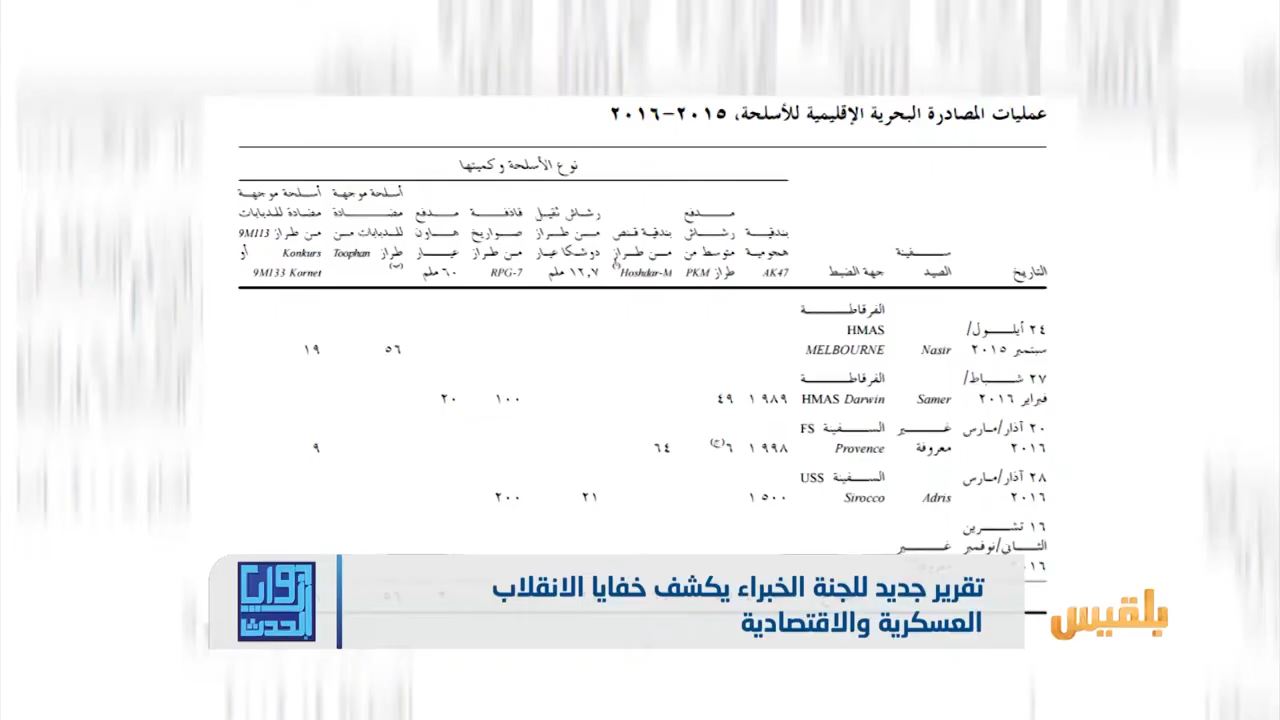 عمليات المصادرة البحرية الإقليمية للأسلحة، ٢٠١٥-٢٠١٦
نوع الأسلحة وكميتها
التاريخ
سفينة
الصيد
جهة الضبط
بندقية
هجومية
AK47
مدفع
رشاش
متوسط من
طراز PKM
بندقية قنص
من طراز
Hoshdar-M(أ)
رشاش ثقيل
من طراز
دوشكا عيار
١٢,٧ ملم
قاذفة
صواريخ
من طراز
RPG-7
مدفع
هاون
عيار
٦٠ ملم
أسلحة موجهة
مضادة
للدبابات من
طراز Toophan
(ب)
أسلحة موجهة
مضادة للدبابات
من طراز 9M113
Konkurs أو
9M133 Kornet
٢٤ أيلول/
سبتمبر ٢٠١٥
Nasir
الفرقاطة
HMAS
MELBOURNE
٥٦
١٩
٢٧ شباط/
فبراير ٢٠١٦
Samer
الفرقاطة
HMAS Darwin
١ ٩٨٩
٤٩
١٠٠
٢٠
٢٠ آذار/مارس
٢٠١٦
غير
معروفة
السفينة FS
Provence
١ ٩٩٨
٦(ج)
٦٤
٩
٢٨ آذار/مارس
٢٠١٦
Adris
السفينة USS
Sirocco
١ ٥٠٠
٢١
٢٠٠
١٦ تشرين
الثاني/نوفمبر
غير
تقرير جديد للجنة الخبراء يكشف خفايا الانقلاب
العسكرية والاقتصادية
بلقيس